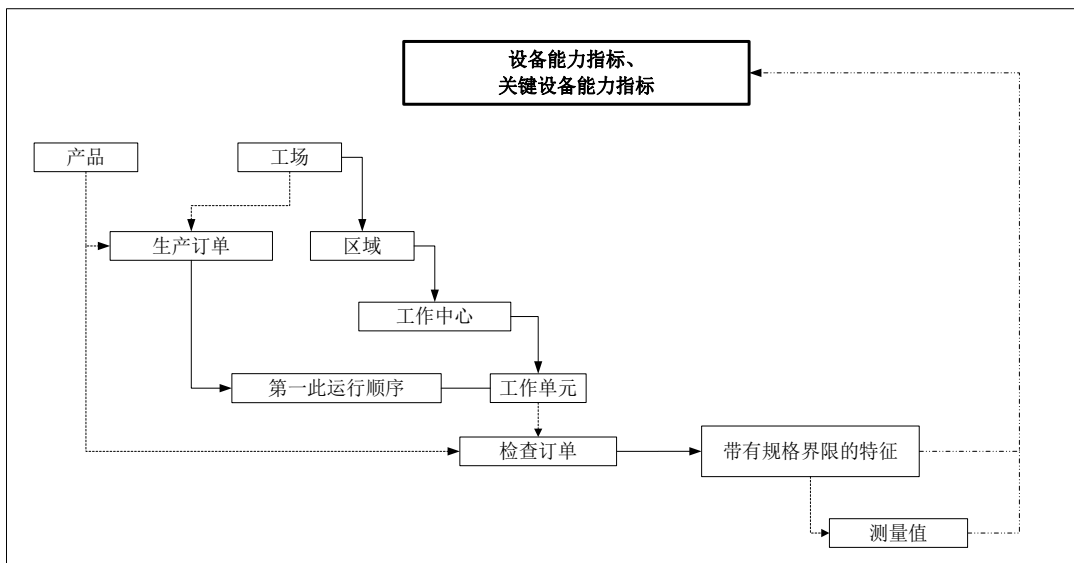 设备能力指标、
关键设备能力指标
产品
工场
生产订单
区域
工作中心
第一此运行顺序
工作单元
检查订单
带有规格界限的特征
测量值